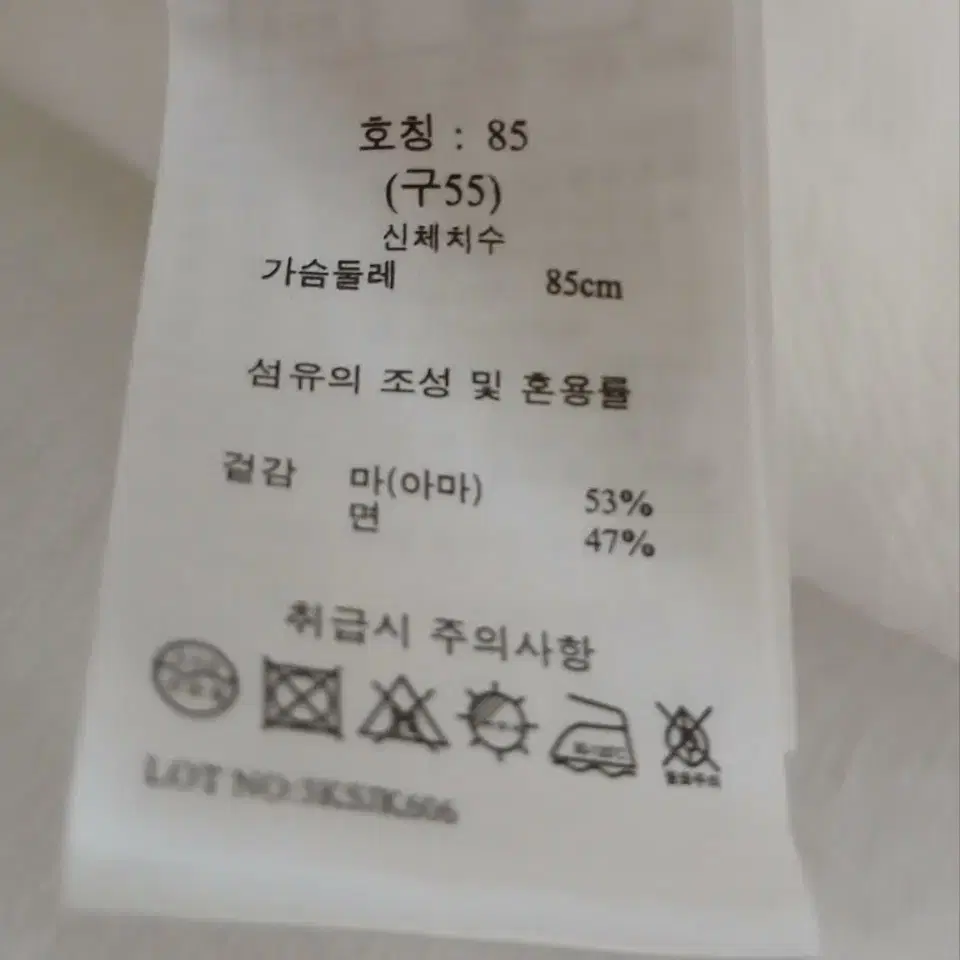 호칭 : 85
(구55)
신체치수
가슴둘레 85cm
섬유의 조성 및 혼용률
겉감 마(아마) 53%
면 47%
취급시 주의사항
LOT NO: